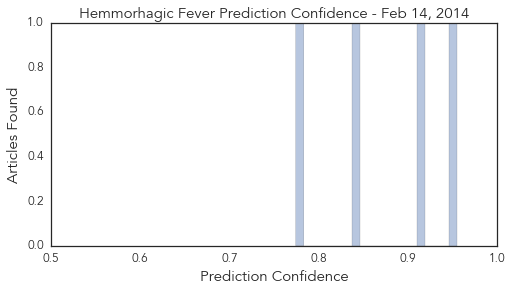 Hemmorhagic Fever Prediction Confidence - Feb 14, 2014
Articles Found
1.0
0.8
0.6
0.4
0.2
0.0
0.5 0.6 0.7 0.8 0.9 1.0
Prediction Confidence